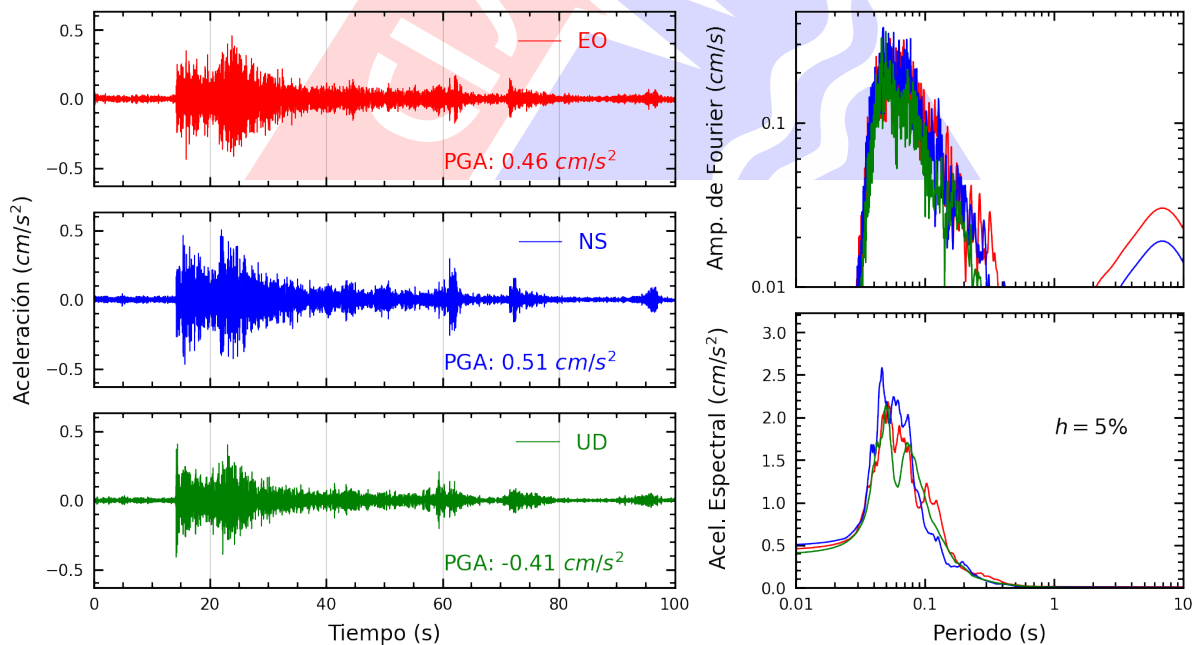 Aceleración (cm/s²)
0.5
0.0
−0.5
EO
PGA: 0.46 cm/s²
0.5
0.0
−0.5
NS
PGA: 0.51 cm/s²
0.5
0.0
−0.5
UD
PGA: -0.41 cm/s²
0 20 40 60 80 100
Tiempo (s)
Amp. de Fourier (cm/s)
0.1
0.01
Acel. Espectral (cm/s²)
3.0
2.5
2.0
1.5
1.0
0.5
0.0
h = 5%
0.01 0.1 1 10
Periodo (s)